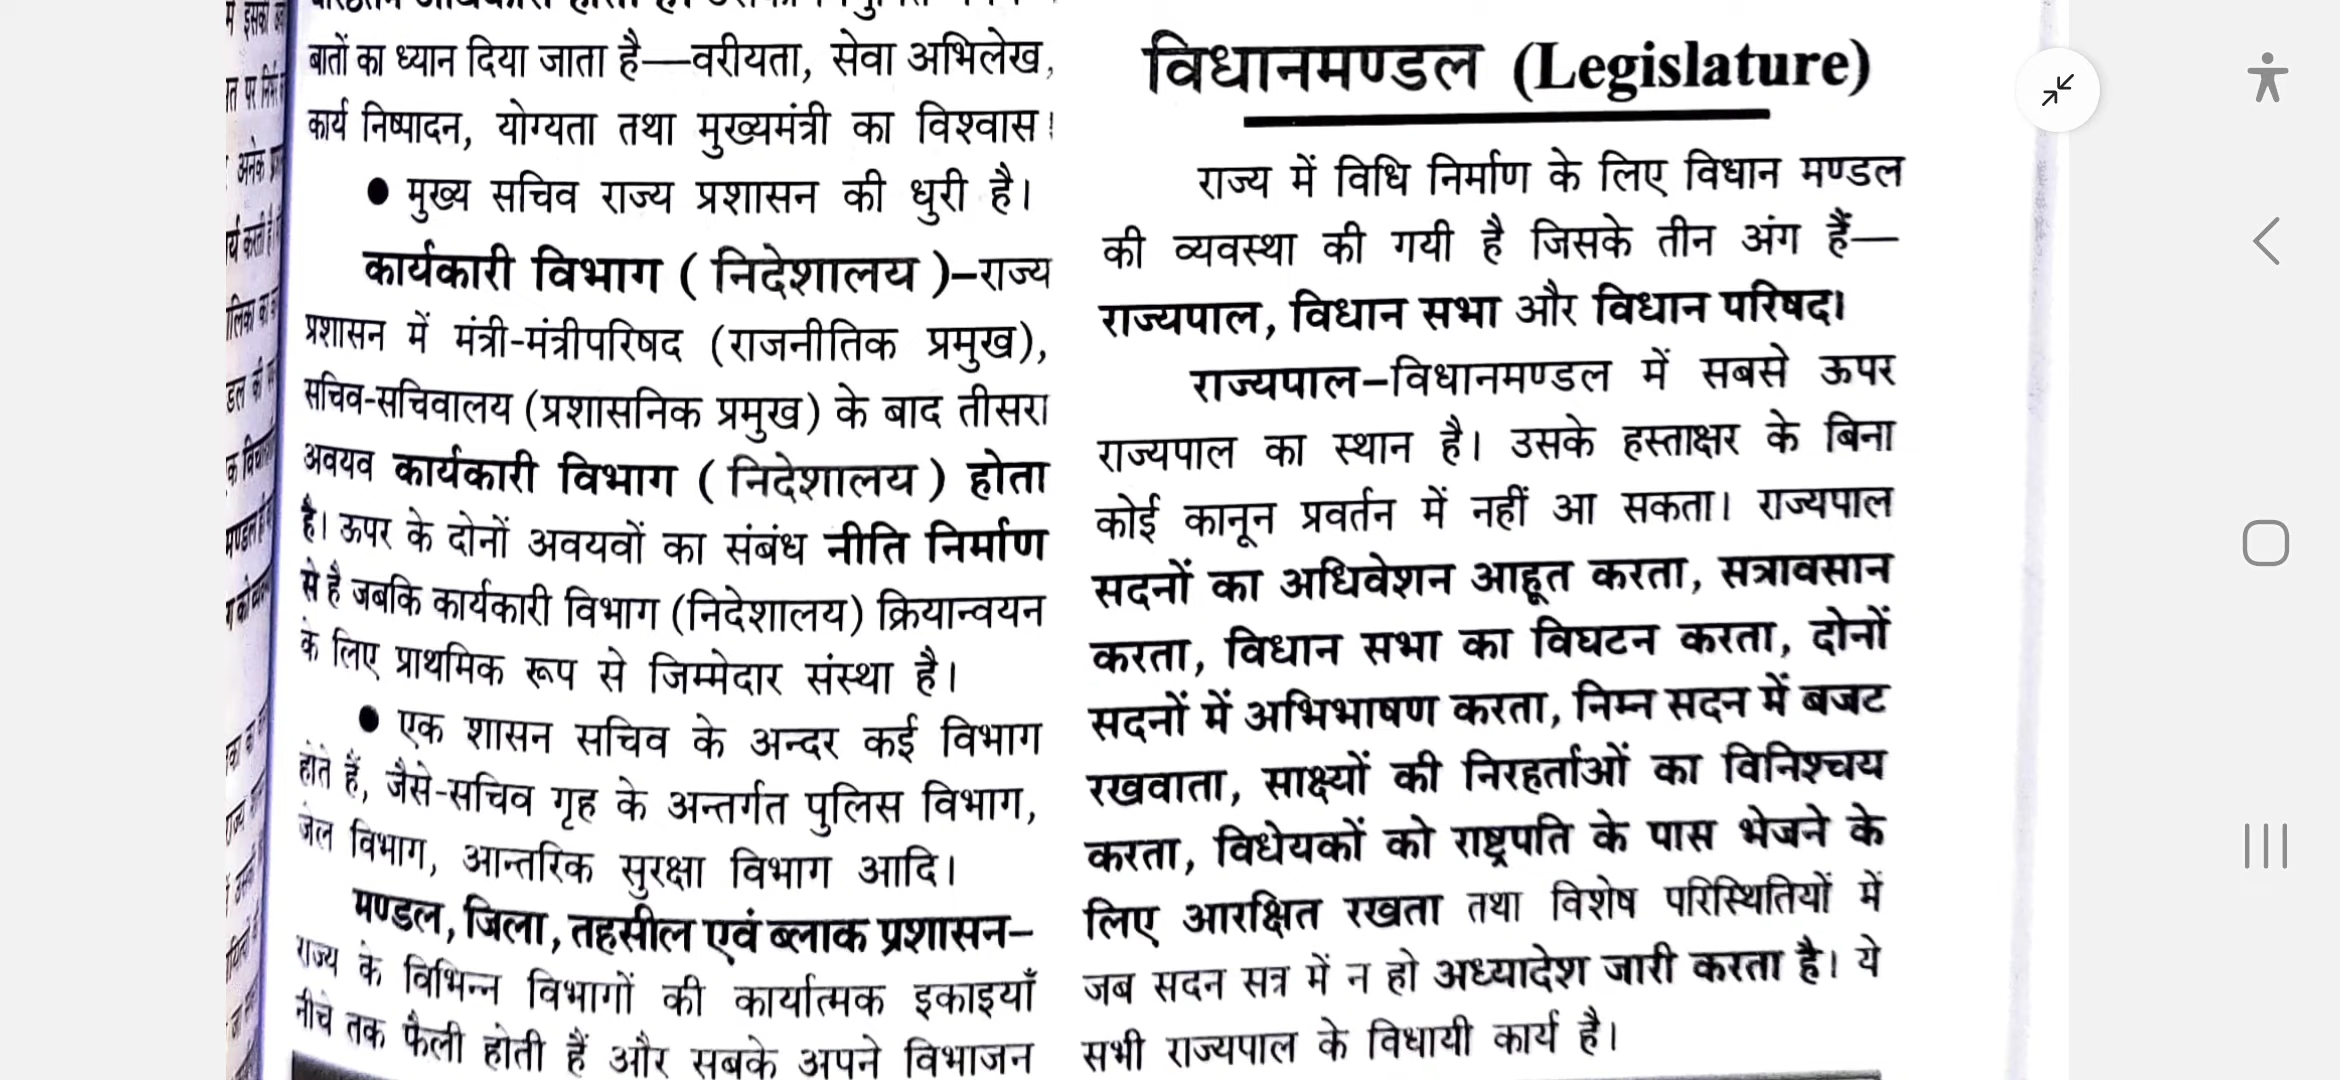 बातों का ध्यान दिया जाता है—वरीयता, सेवा अभिलेख,
कार्य निष्पादन, योग्यता तथा मुख्यमंत्री का विश्वास।
● मुख्य सचिव राज्य प्रशासन की धुरी है।
कार्यकारी विभाग ( निदेशालय )–राज्य
प्रशासन में मंत्री-मंत्रीपरिषद (राजनीतिक प्रमुख),
सचिव-सचिवालय (प्रशासनिक प्रमुख) के बाद तीसरा
अवयव कार्यकारी विभाग ( निदेशालय ) होता
है। ऊपर के दोनों अवयवों का संबंध नीति निर्माण
से है जबकि कार्यकारी विभाग (निदेशालय) क्रियान्वयन
के लिए प्राथमिक रूप से जिम्मेदार संस्था है।
● एक शासन सचिव के अन्दर कई विभाग
होते हैं, जैसे-सचिव गृह के अन्तर्गत पुलिस विभाग,
जेल विभाग, आन्तरिक सुरक्षा विभाग आदि।
मण्डल, जिला, तहसील एवं ब्लाक प्रशासन–
राज्य के विभिन्न विभागों की कार्यात्मक इकाइयाँ
नीचे तक फैली होती हैं और सबके अपने विभाजन
विधानमण्डल (Legislature)
राज्य में विधि निर्माण के लिए विधान मण्डल
की व्यवस्था की गयी है जिसके तीन अंग हैं—
राज्यपाल, विधान सभा और विधान परिषद।
राज्यपाल–विधानमण्डल में सबसे ऊपर
राज्यपाल का स्थान है। उसके हस्ताक्षर के बिना
कोई कानून प्रवर्तन में नहीं आ सकता। राज्यपाल
सदनों का अधिवेशन आहूत करता, सत्रावसान
करता, विधान सभा का विघटन करता, दोनों
सदनों में अभिभाषण करता, निम्न सदन में बजट
रखवाता, साक्ष्यों की निरहर्ताओं का विनिश्चय
करता, विधेयकों को राष्ट्रपति के पास भेजने के
लिए आरक्षित रखता तथा विशेष परिस्थितियों में
जब सदन सत्र में न हो अध्यादेश जारी करता है। ये
सभी राज्यपाल के विधायी कार्य है।